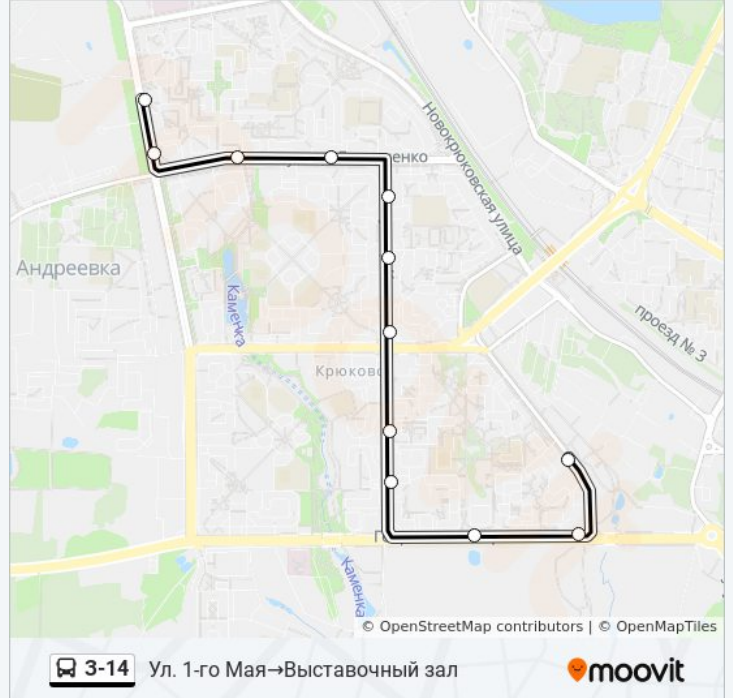 Новокрюковская улица
енко
Андреевка
Каменка
проезд № 3
Крюково
Каменка
© OpenStreetMap contributors | © OpenMapTiles
З-14 Ул. 1-го Мая→Выставочный зал
moovit